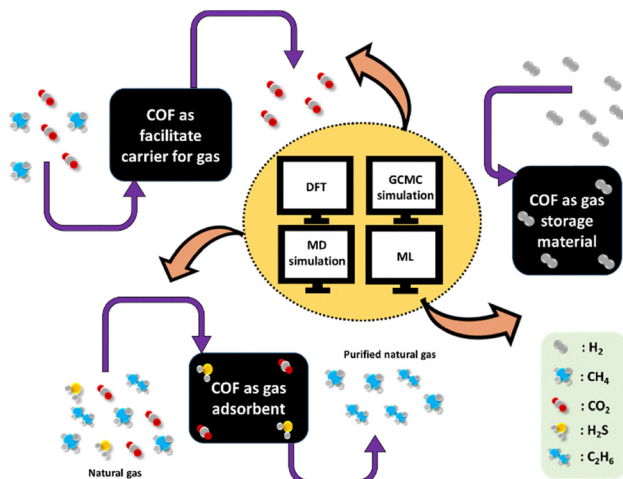 COF as
facilitate
carrier for gas
DFT
GCMC
simulation
MD
simulation
ML
COF as gas
storage
material
COF as gas
adsorbent
Purified natural gas
Natural gas
: H₂
: CH₄
: CO₂
: H₂S
: C₂H₆